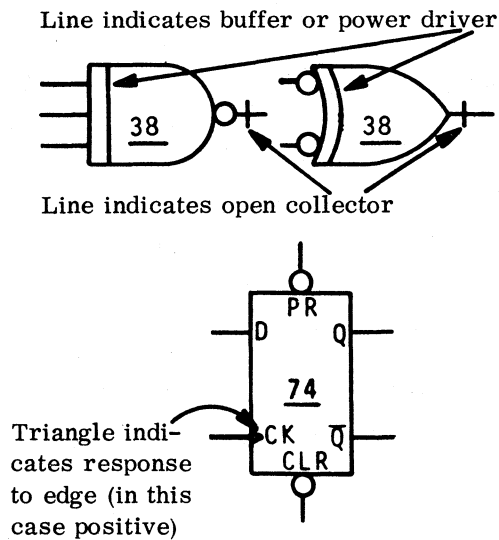 Line indicates buffer or power driver
38
38
Line indicates open collector
PR
D Q
74
CK Q̅
CLR
Triangle indi-
cates response
to edge (in this
case positive)